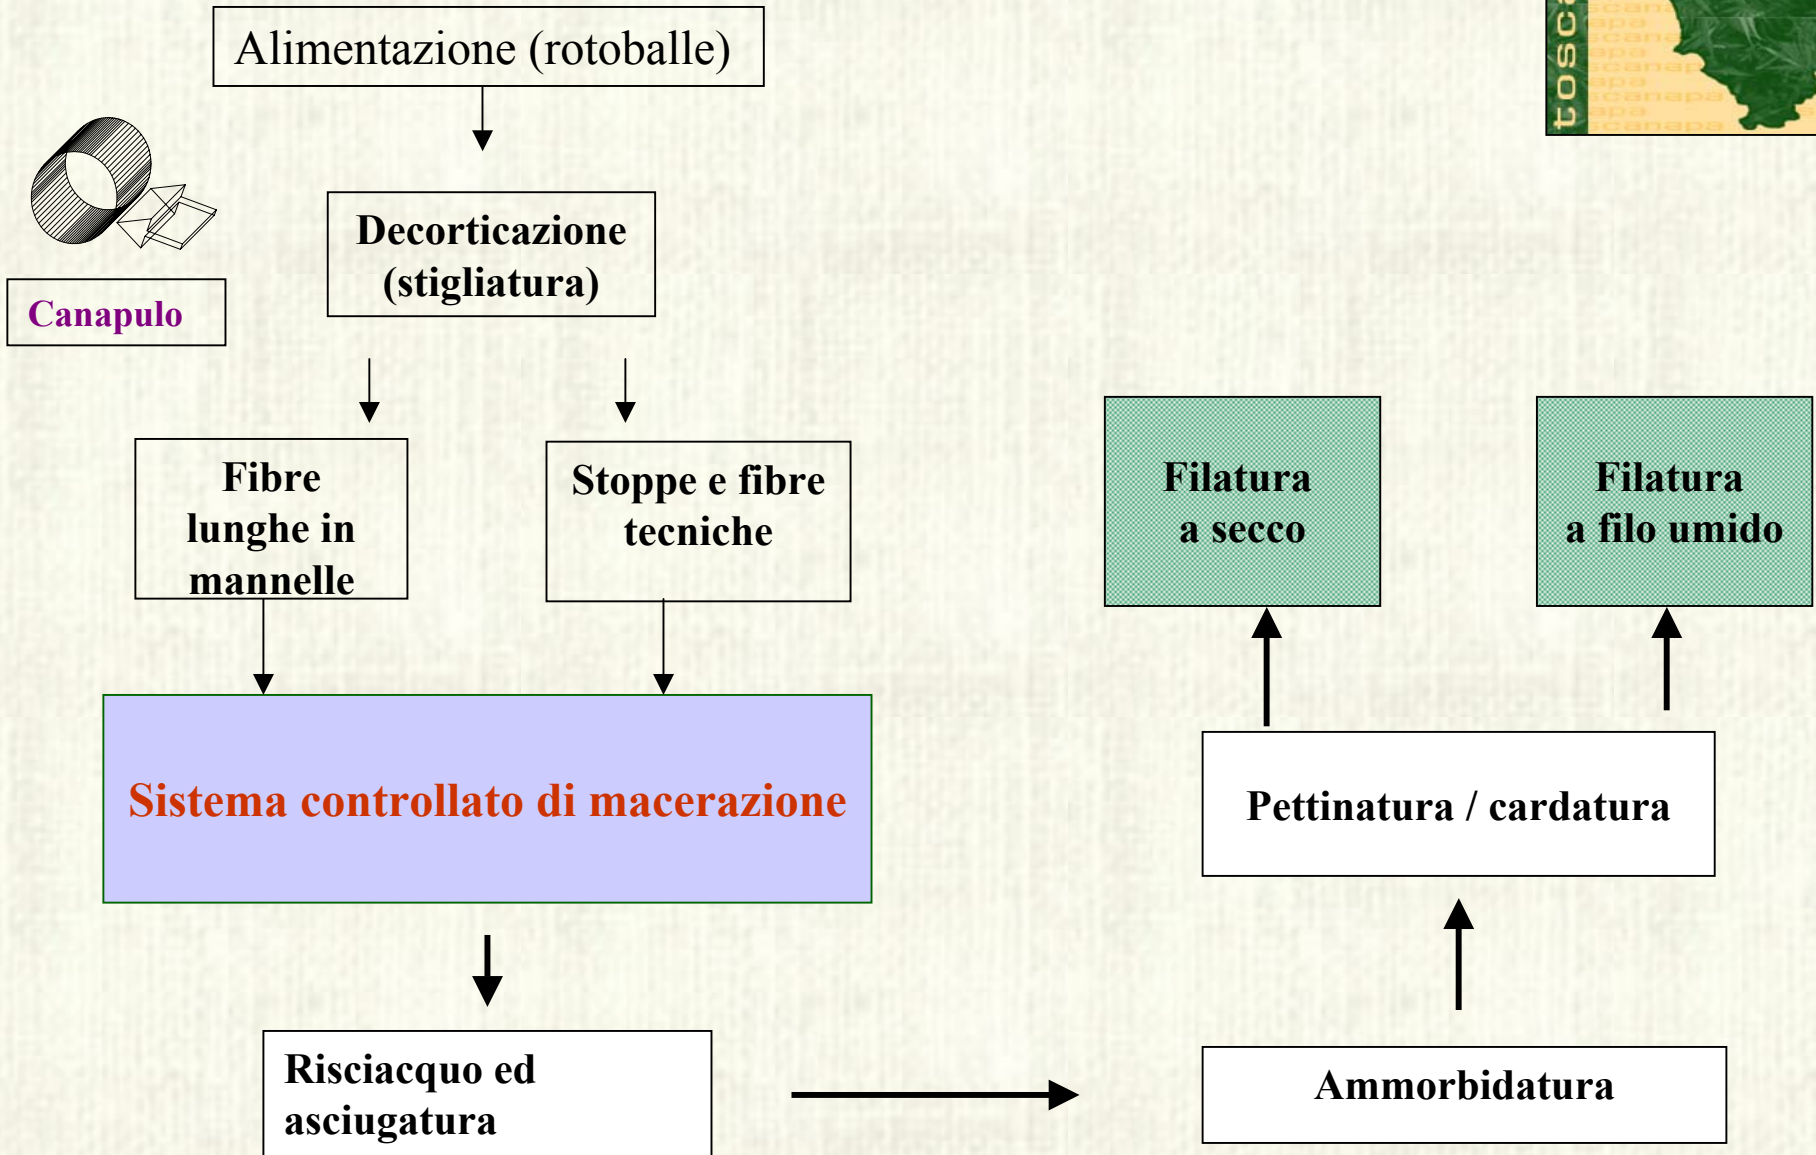 Alimentazione (rotoballe)
Decorticazione
(stigliatura)
Canapulo
Fibre
lunghe in
mannelle
Stoppe e fibre
tecniche
Sistema controllato di macerazione
Risciacquo ed
asciugatura
Ammorbidatura
Pettinatura / cardatura
Filatura
a secco
Filatura
a filo umido
tosca